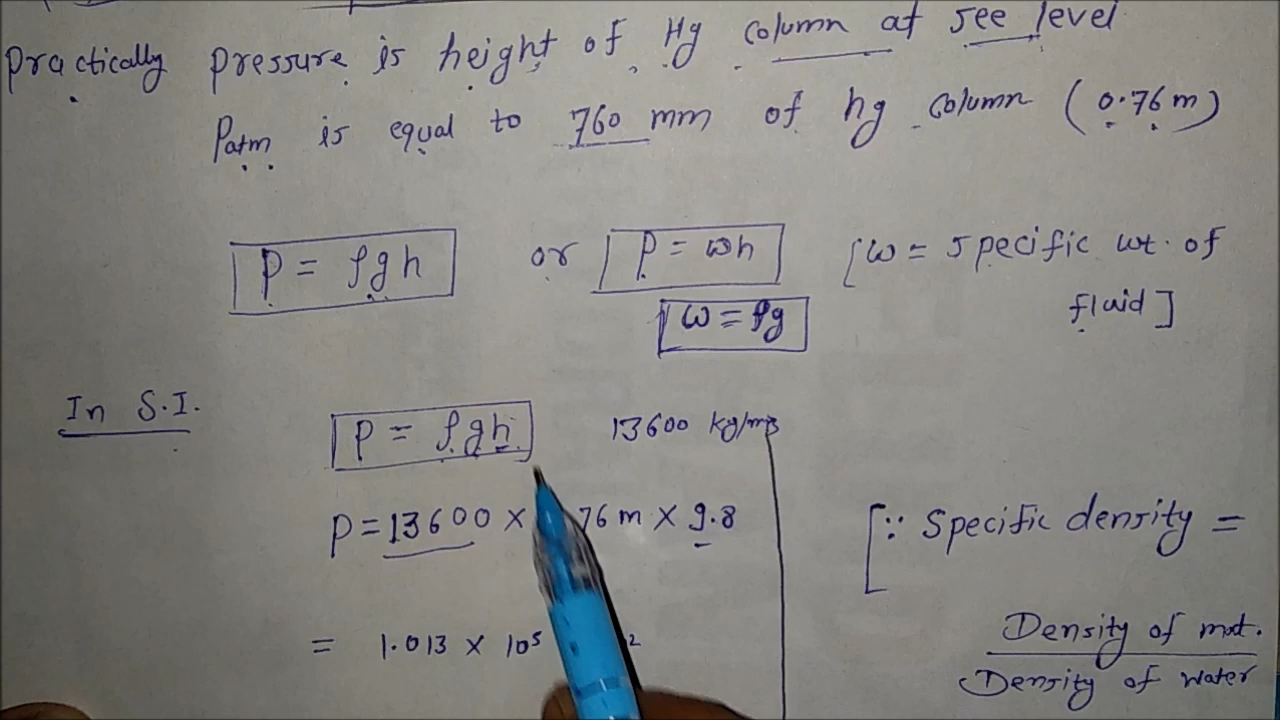 Practically pressure is height of Hg column at see level
Patm is equal to 760 mm of hg column (0.76 m)
P = ρgh or P = ωh [ω = specific wt. of
fluid]
ω = ρg
In S.I.
P = ρgh 13600 kg/m3
P = 13600 × 76 m × 9.8
= 1.013 × 10⁵ ²
[∵ Specific density =
Density of mat.
Density of water